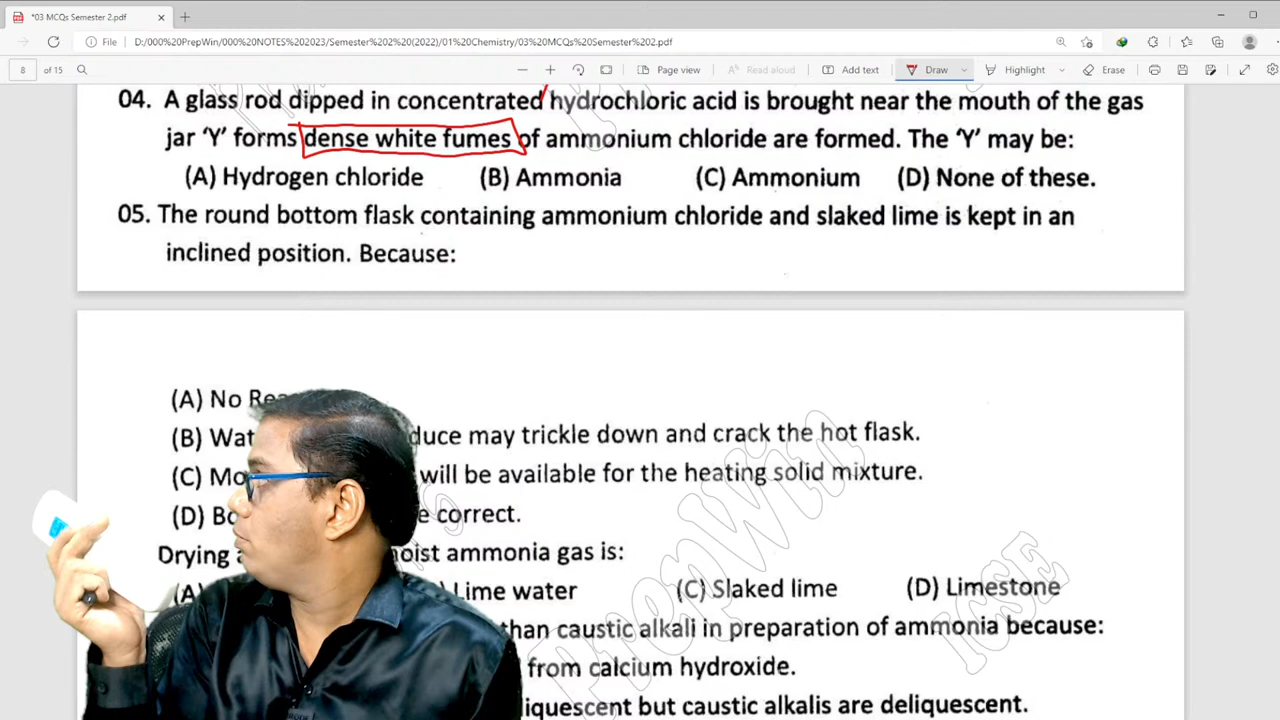 *03 MCQs Semester 2.pdf
File D:/000%20PrepWin/000%20NOTES%202023/Semester%202%20(2022)/01%20Chemistry/03%20MCQs%20Semester%202.pdf
8 of 15 Page view Read aloud Add text Draw Highlight Erase
04. A glass rod dipped in concentrated hydrochloric acid is brought near the mouth of the gas
jar ‘Y’ forms dense white fumes of ammonium chloride are formed. The ‘Y’ may be:
(A) Hydrogen chloride (B) Ammonia (C) Ammonium (D) None of these.
05. The round bottom flask containing ammonium chloride and slaked lime is kept in an
inclined position. Because:
(A) No
(B) may trickle down and crack the hot flask.
(C) will be available for the heating solid mixture.
(D) correct.
Drying ammonia gas is:
(A) Lime water (C) Slaked lime (D) Limestone
than caustic alkali in preparation of ammonia because:
from calcium hydroxide.
but caustic alkalis are deliquescent.
PrepWin
ICSE